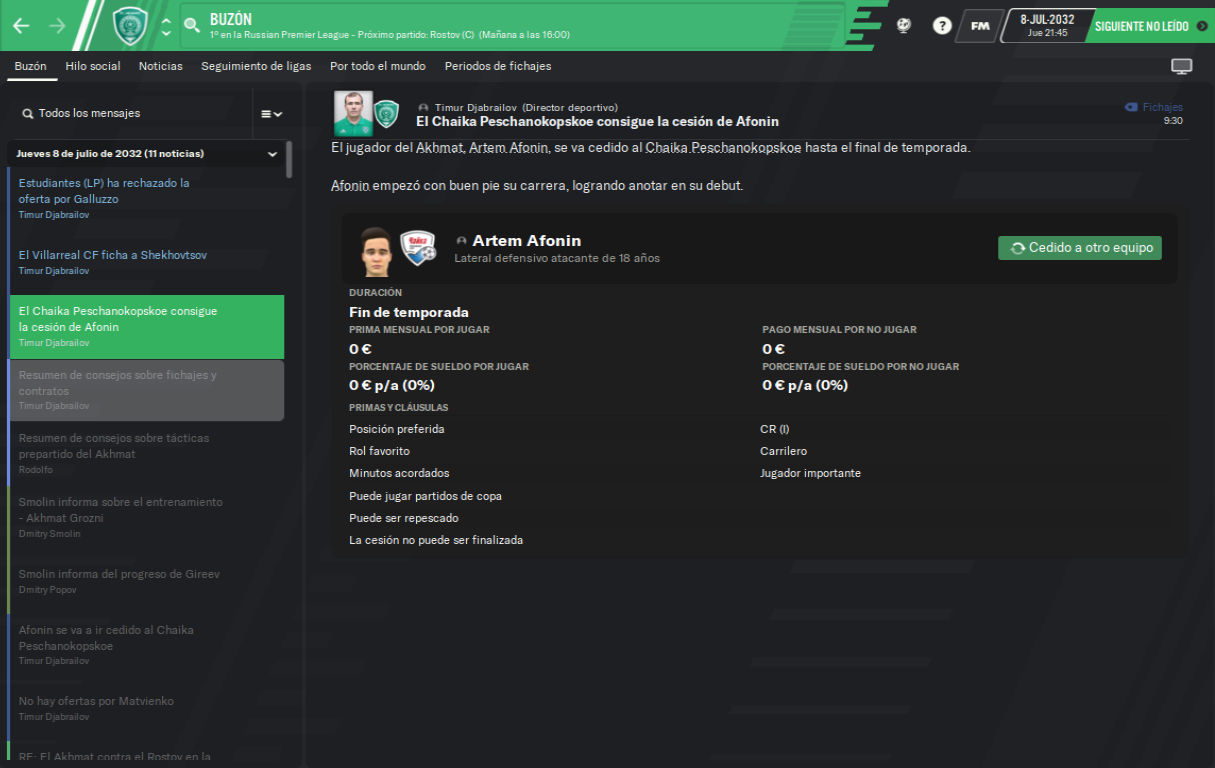 BUZÓN
1º en la Russian Premier League - Próximo partido: Rostov (C) (Mañana a las 16:00)
?
FM
8-JUL-2032
Jue 21:45
SIGUIENTE NO LEÍDO
Buzón
Hilo social
Noticias
Seguimiento de ligas
Por todo el mundo
Periodos de fichajes
Todos los mensajes
Jueves 8 de julio de 2032 (11 noticias)
Estudiantes (LP) ha rechazado la
oferta por Galluzzo
Timur Djabrailov
El Villarreal CF ficha a Shekhovtsov
Timur Djabrailov
El Chaika Peschanokopskoe consigue
la cesión de Afonin
Timur Djabrailov
Resumen de consejos sobre fichajes y
contratos
Timur Djabrailov
Resumen de consejos sobre tácticas
prepartido del Akhmat
Rodolfo
Smolin informa sobre el entrenamiento
- Akhmat Grozni
Dmitry Smolin
Smolin informa del progreso de Gireev
Dmitry Popov
Afonin se va a ir cedido al Chaika
Peschanokopskoe
Timur Djabrailov
No hay ofertas por Matvienko
Timur Djabrailov
RE: El Akhmat contra el Rostov en la
Timur Djabrailov (Director deportivo)
El Chaika Peschanokopskoe consigue la cesión de Afonin
Fichajes
9:30
El jugador del Akhmat, Artem Afonin, se va cedido al Chaika Peschanokopskoe hasta el final de temporada.
Afonin empezó con buen pie su carrera, logrando anotar en su debut.
Artem Afonin
Lateral defensivo atacante de 18 años
Cedido a otro equipo
DURACIÓN
Fin de temporada
PRIMA MENSUAL POR JUGAR
PAGO MENSUAL POR NO JUGAR
0 €
0 €
PORCENTAJE DE SUELDO POR JUGAR
PORCENTAJE DE SUELDO POR NO JUGAR
0 € p/a (0%)
0 € p/a (0%)
PRIMAS Y CLÁUSULAS
Posición preferida
CR (I)
Rol favorito
Carrilero
Minutos acordados
Jugador importante
Puede jugar partidos de copa
Puede ser repescado
La cesión no puede ser finalizada